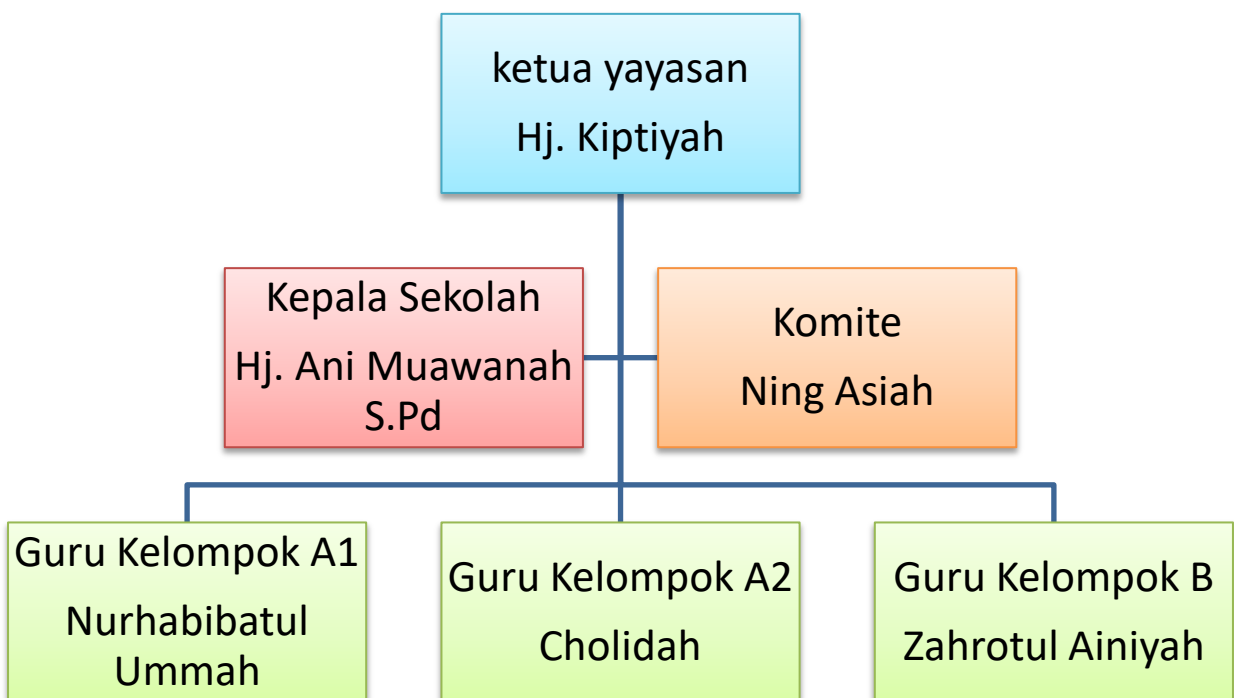 ketua yayasan
Hj. Kiptiyah
Kepala Sekolah
Hj. Ani Muawanah
S.Pd
Komite
Ning Asiah
Guru Kelompok A1
Nurhabibatul
Ummah
Guru Kelompok A2
Cholidah
Guru Kelompok B
Zahrotul Ainiyah